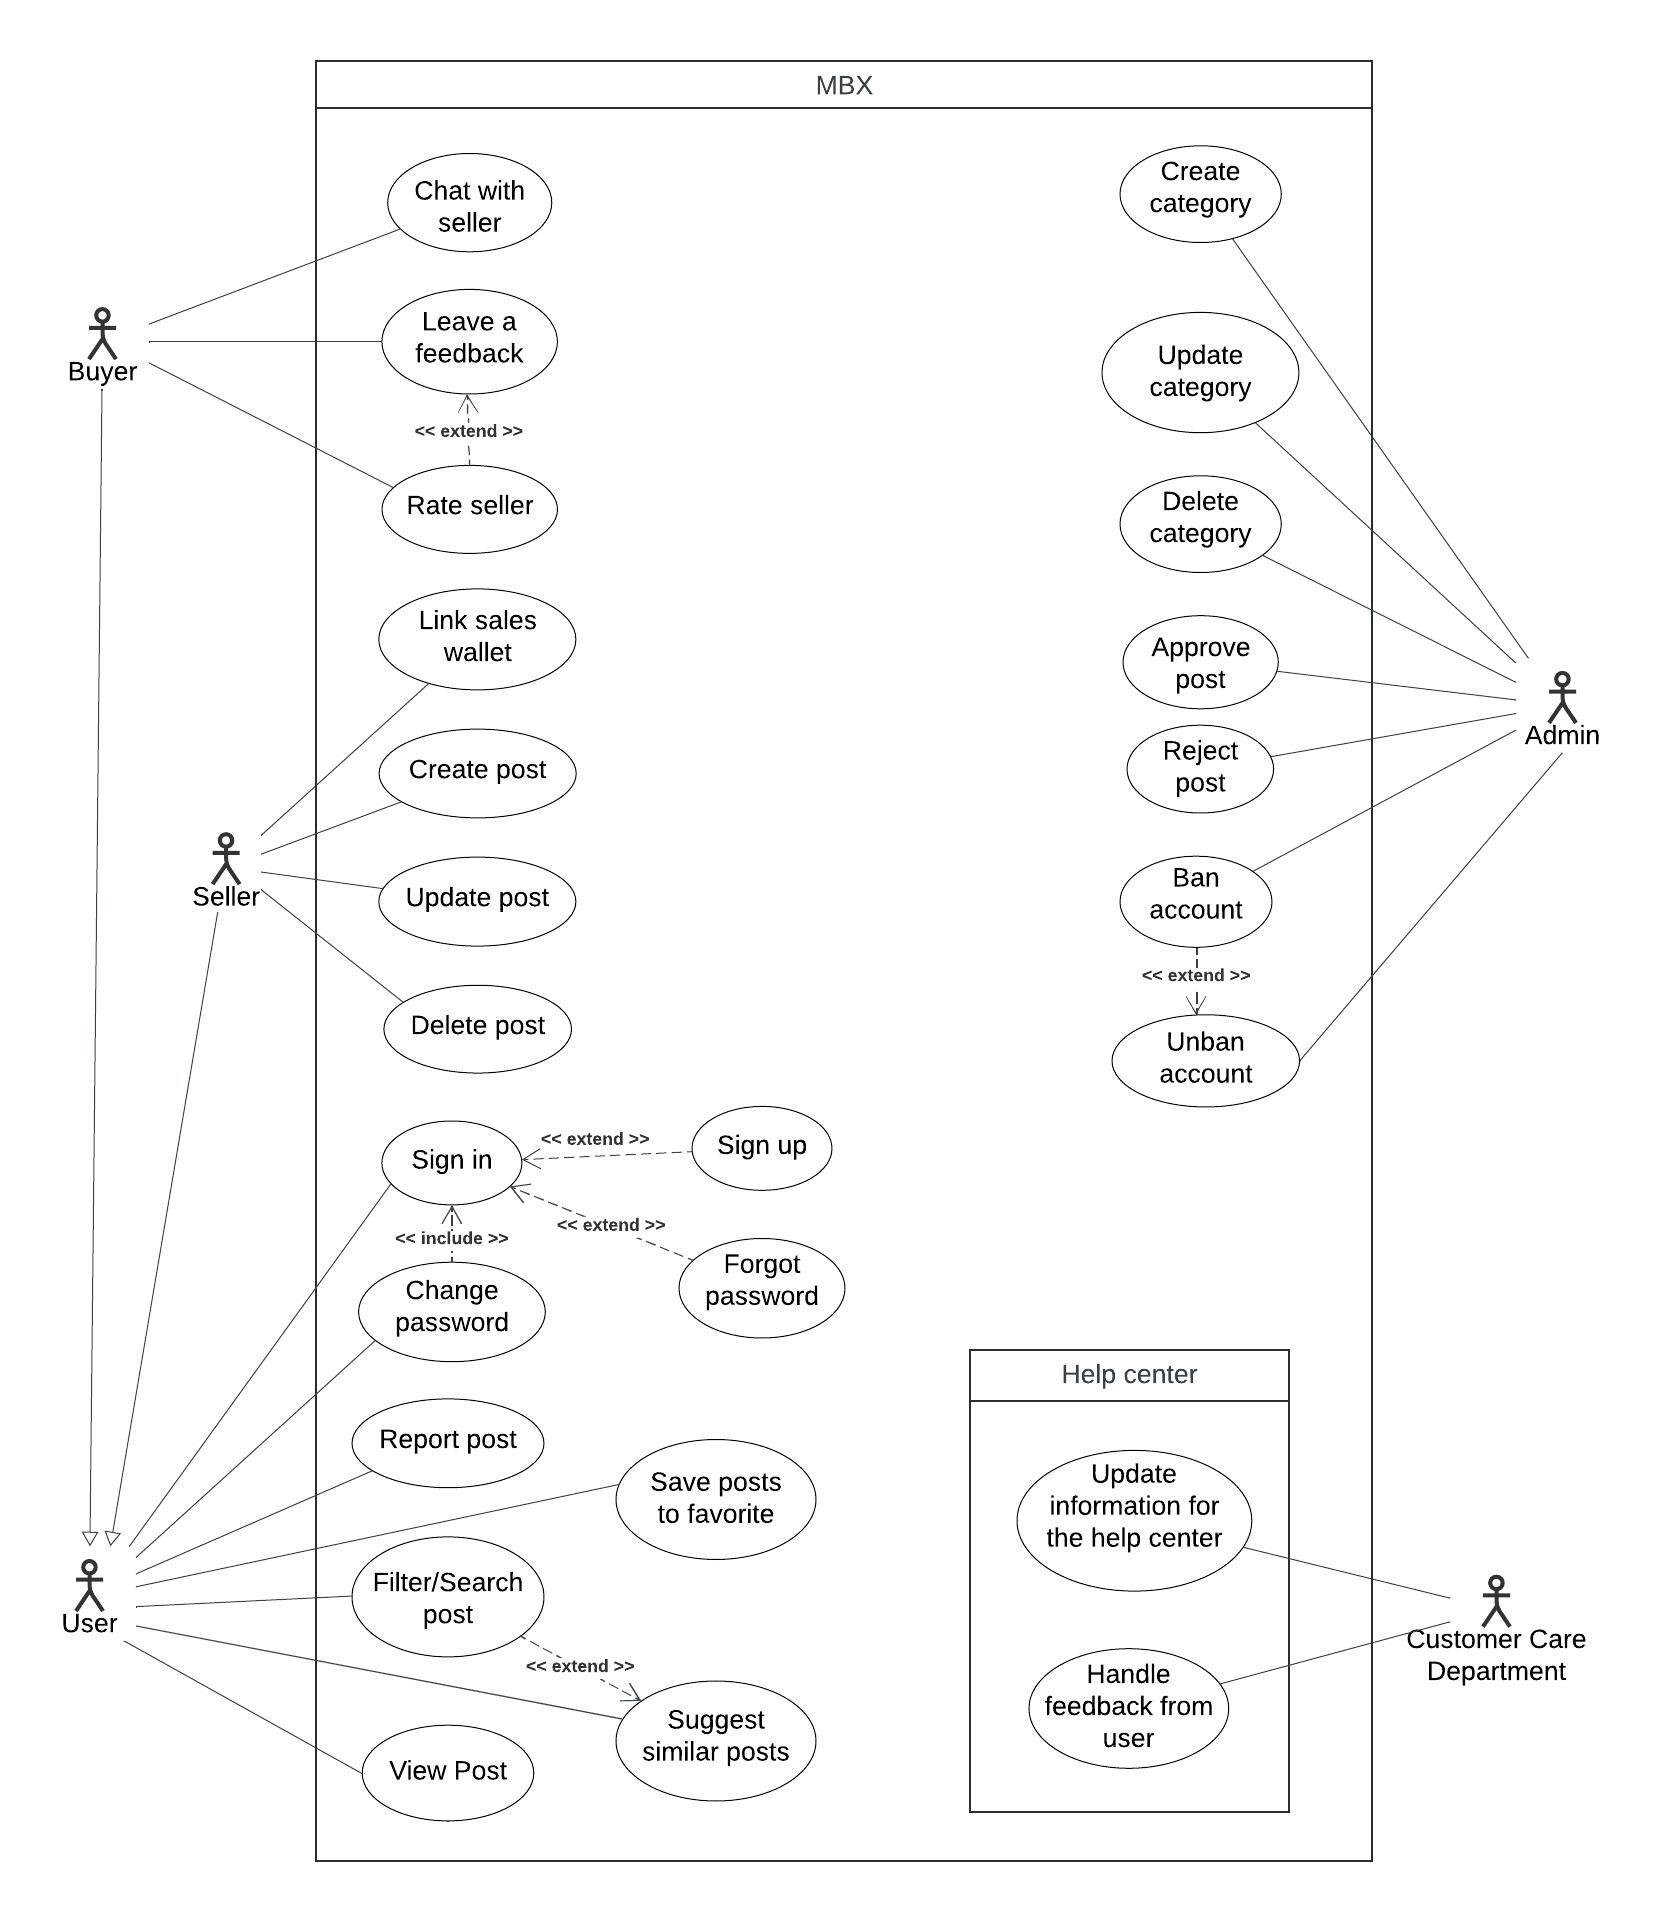 MBX
Chat with
seller
Leave a
feedback
<< extend >>
Rate seller
Buyer
Link sales
wallet
Create post
Update post
Delete post
Seller
Sign in
<< extend >>
Sign up
<< extend >>
<< include >>
Forgot
password
Change
password
Report post
Save posts
to favorite
Filter/Search
post
<< extend >>
Suggest
similar posts
View Post
User
Create
category
Update
category
Delete
category
Approve
post
Reject
post
Ban
account
<< extend >>
Unban
account
Admin
Help center
Update
information for
the help center
Handle
feedback from
user
Customer Care
Department